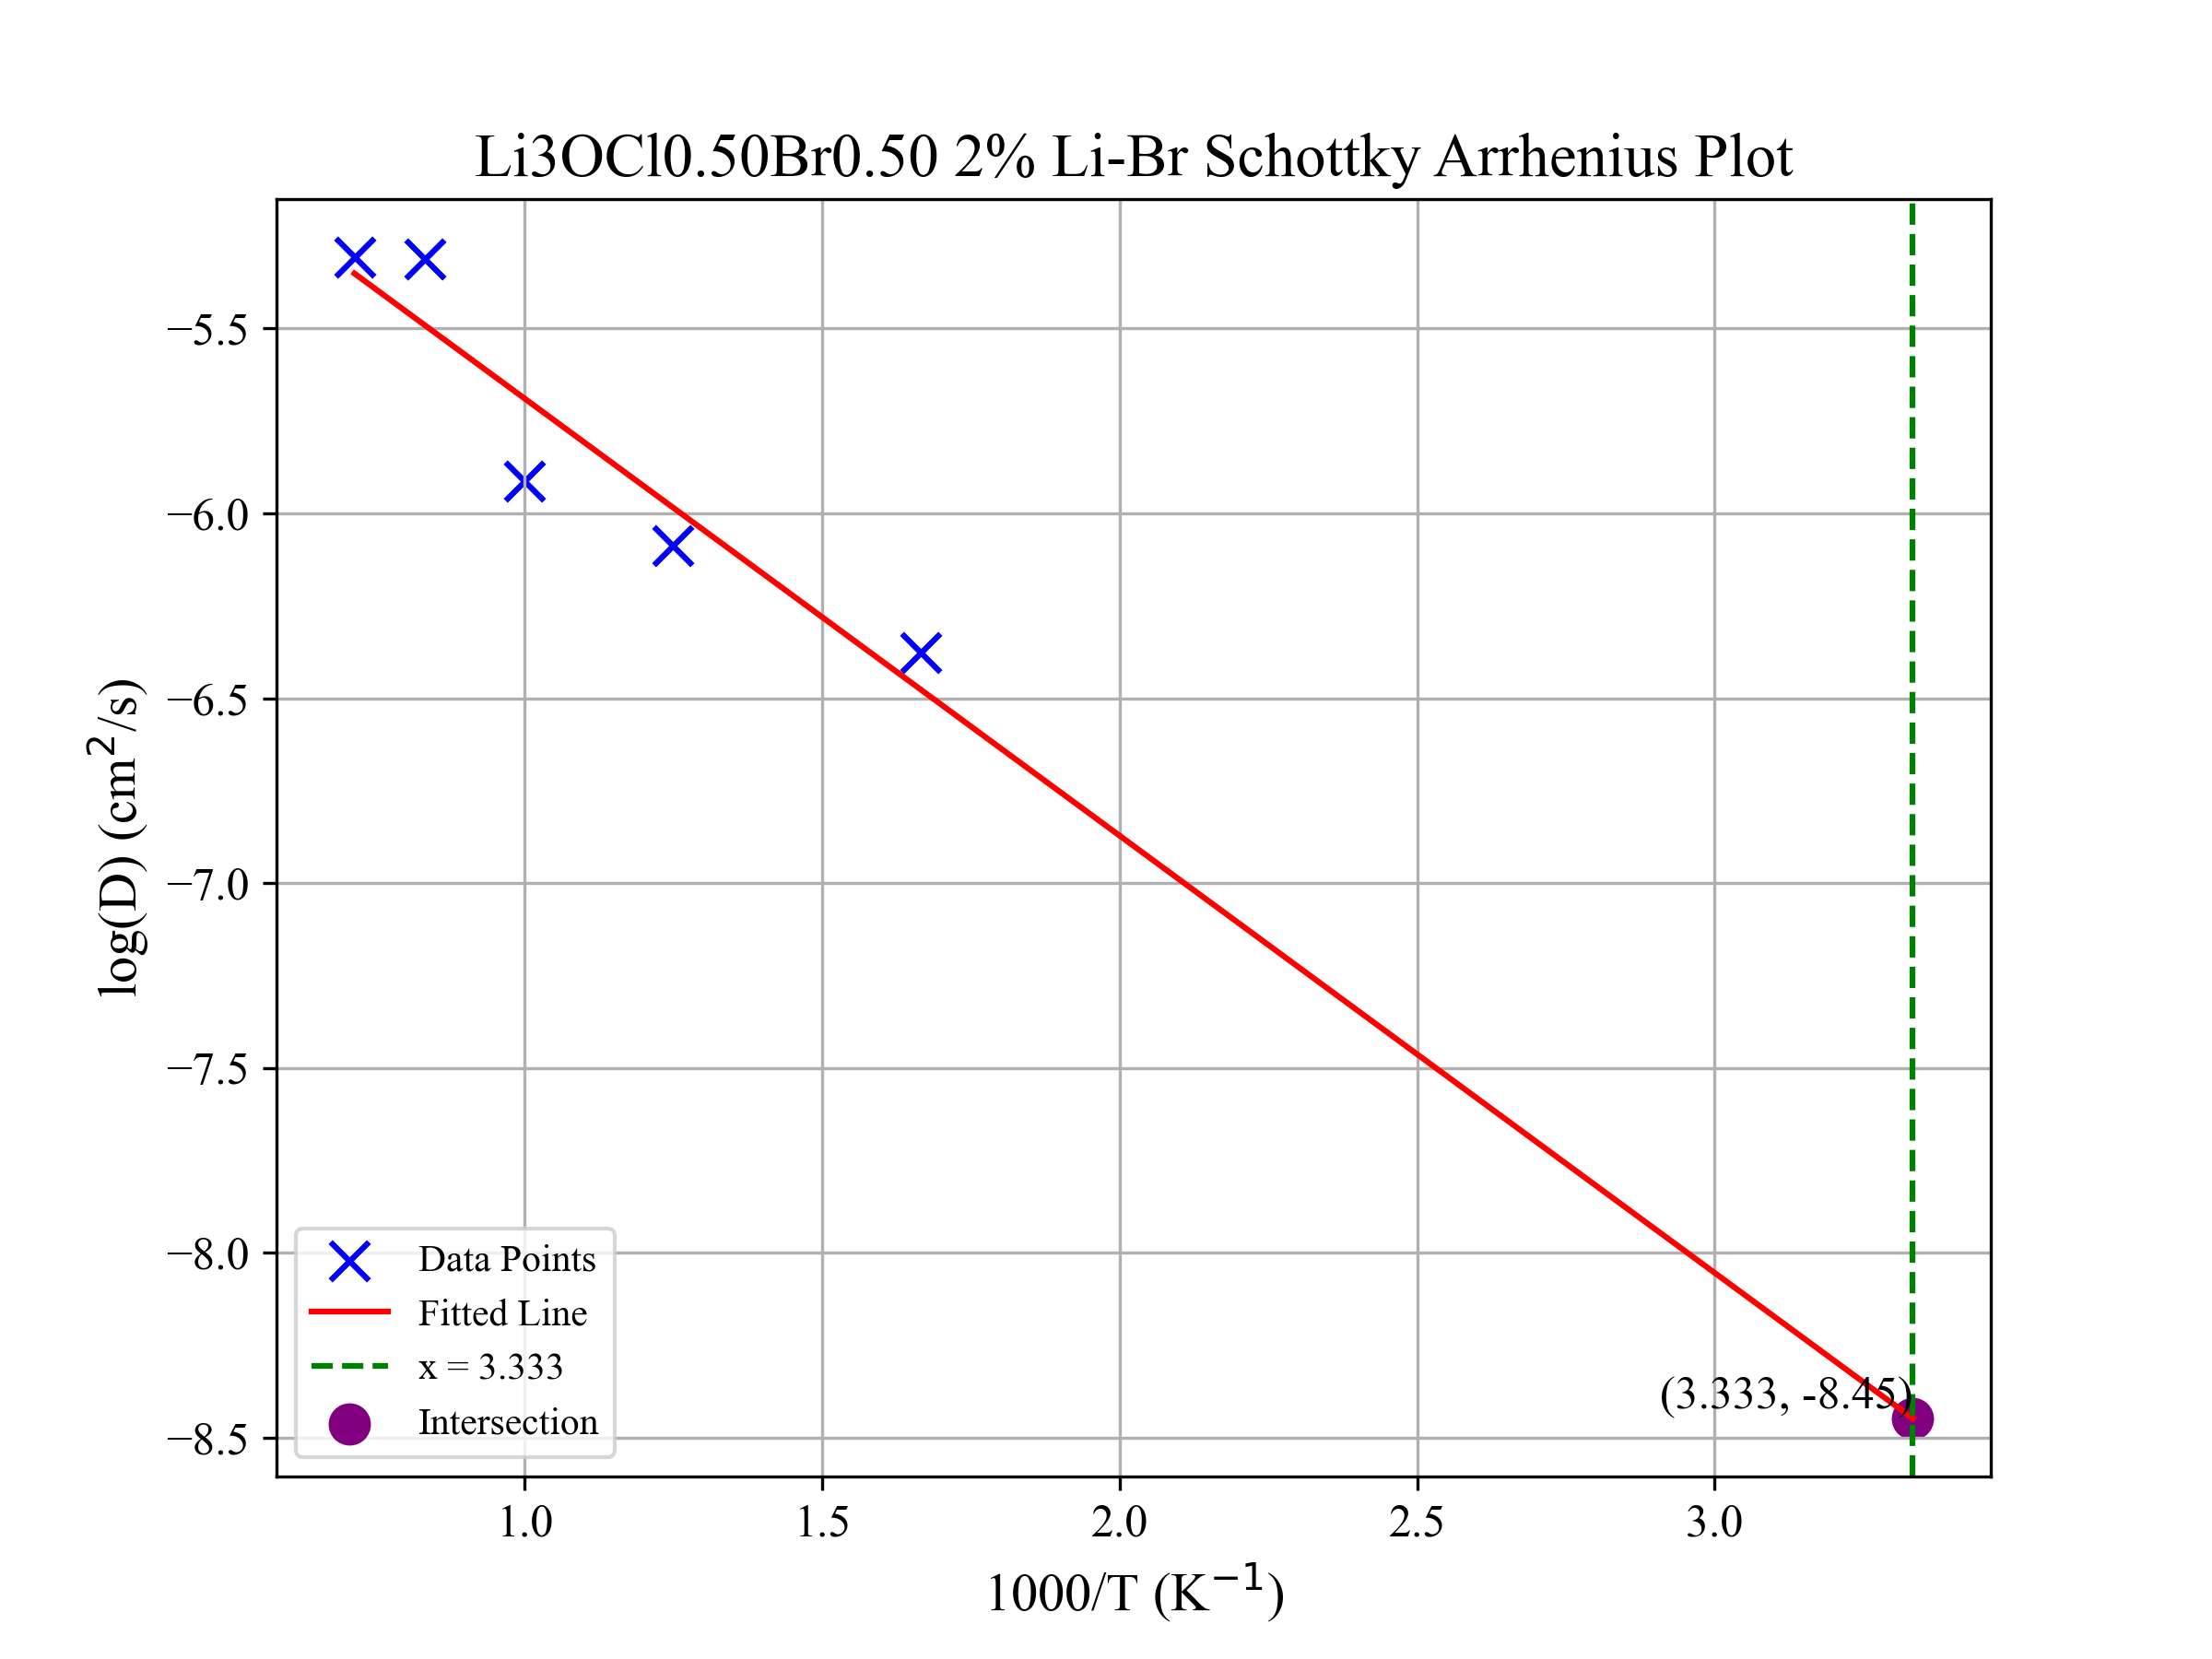 Li3OCl0.50Br0.50 2% Li-Br Schottky Arrhenius Plot
log(D) (cm²/s)
−5.5
−6.0
−6.5
−7.0
−7.5
−8.0
−8.5
(3.333, -8.45)
Data Points
Fitted Line
x = 3.333
Intersection
1.0 1.5 2.0 2.5 3.0
1000/T (K⁻¹)